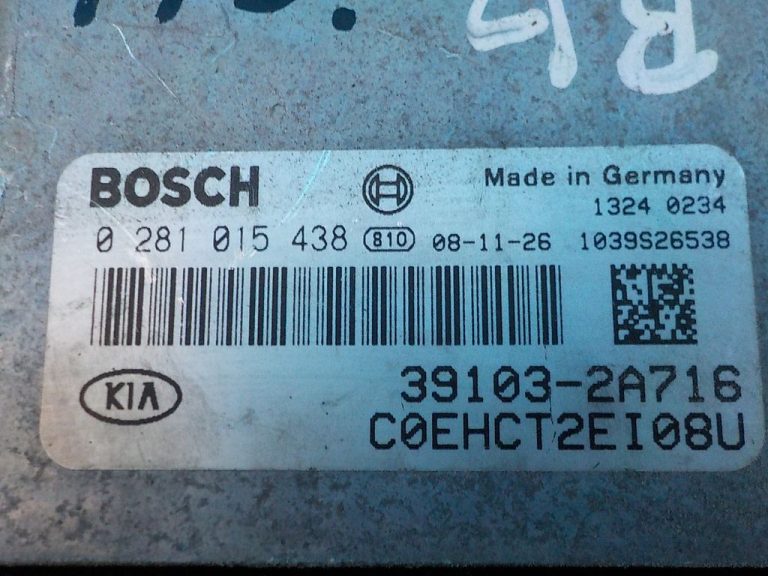 BOSCH
Made in Germany
1324 0234
0 281 015 438 810 08-11-26 1039S26538
KIA
39103-2A716
C0EHCT2EI08U